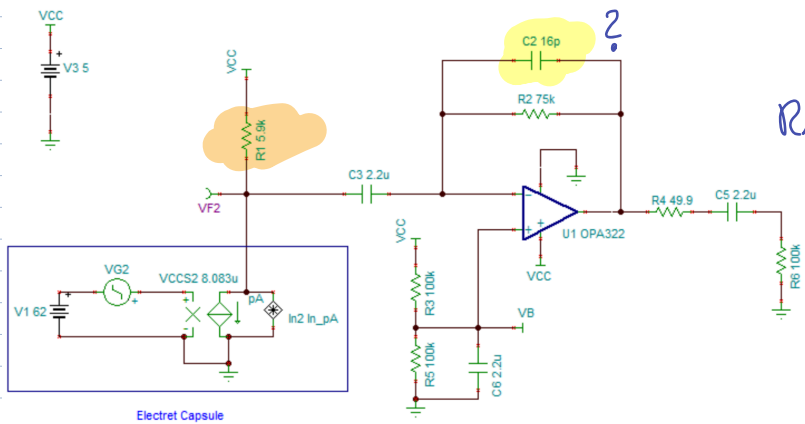 VCC
V3 5
VCC
R1 5.9k
VF2
C3 2.2u
C2 16p
?
R2 75k
U1 OPA322
VCC
R4 49.9
C5 2.2u
R6 100k
VCC
R3 100k
VB
R5 100k
C6 2.2u
VG2
VCCS2 8.083u
V1 62
pA
In2 In_pA
Electret Capsule